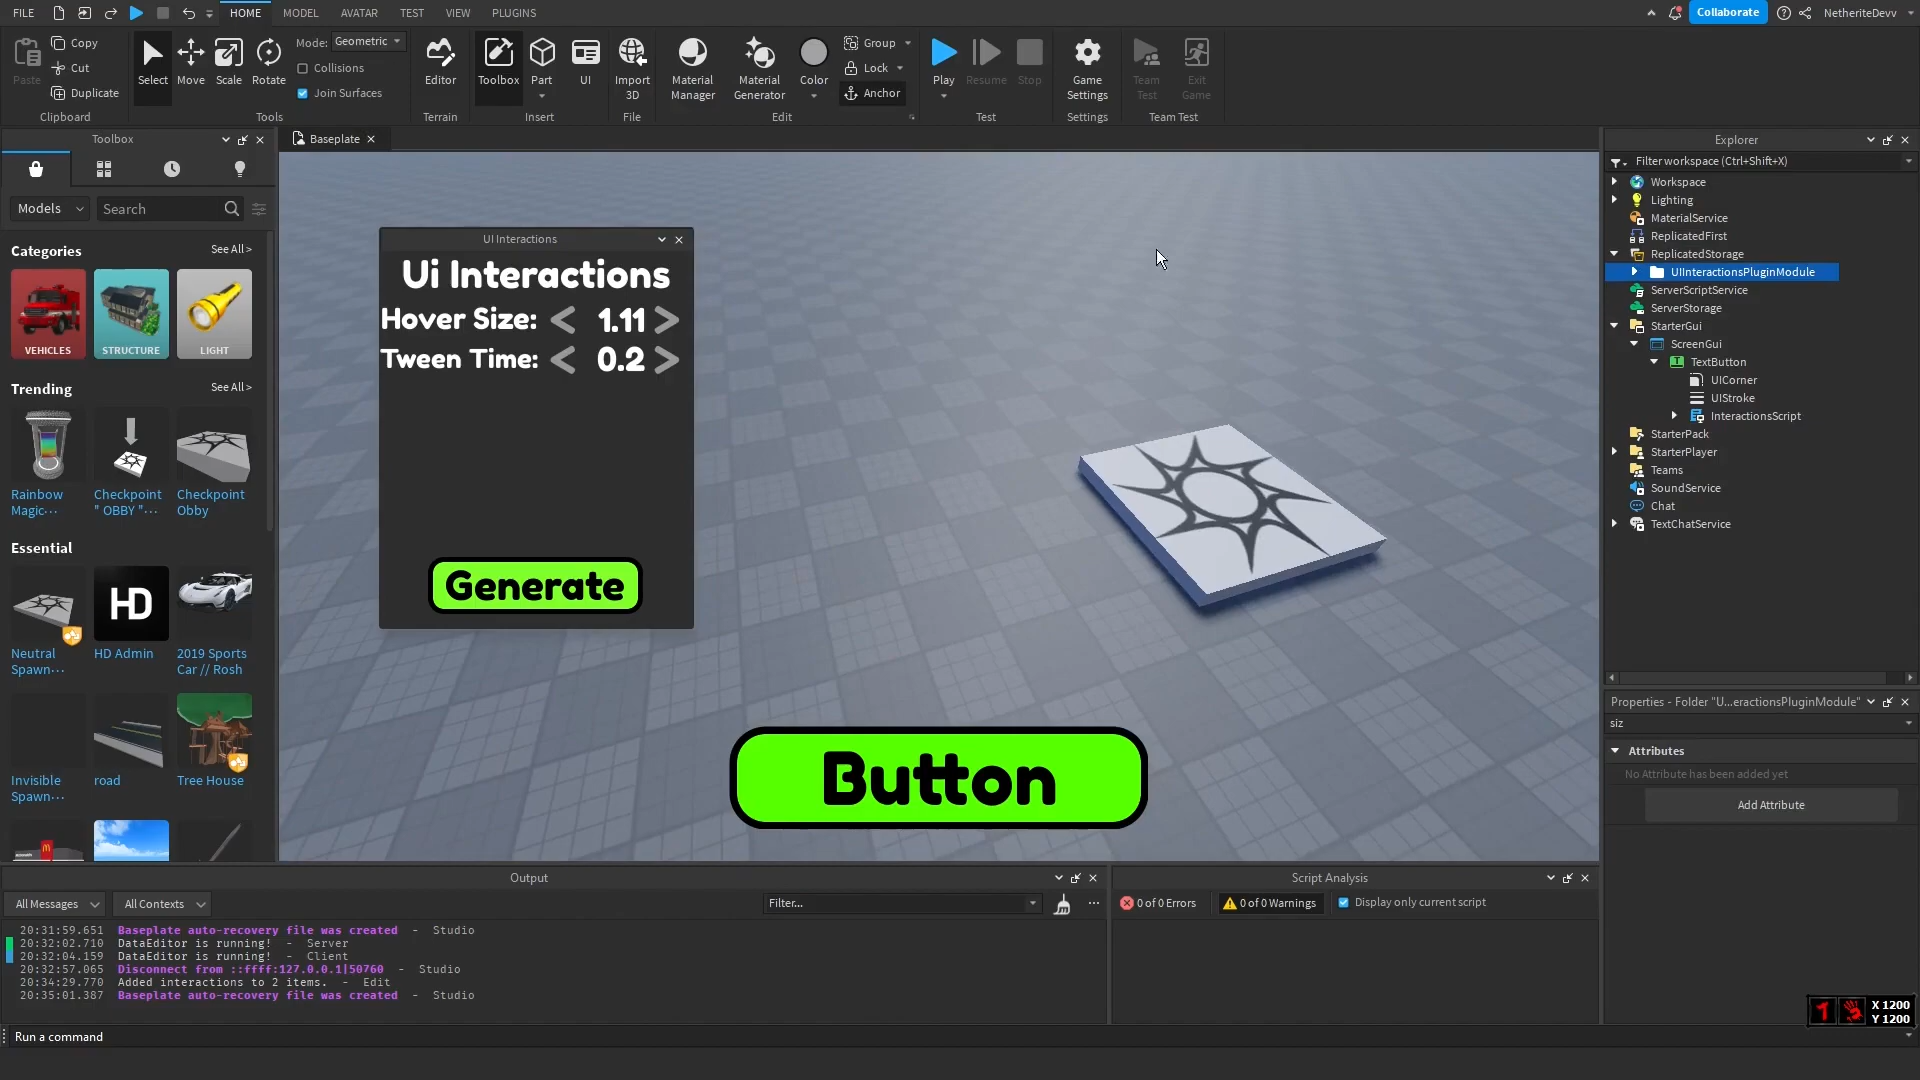 FILE HOME MODEL AVATAR TEST VIEW PLUGINS Collaborate NetheriteDevv
Paste Copy Cut Duplicate Clipboard
Select Move Scale Rotate Mode: Geometric Collisions Join Surfaces Tools
Editor Terrain
Toolbox Part UI Insert
Import 3D File
Material Manager Material Generator Color Group Lock Anchor Edit
Play Resume Stop Test
Game Settings Settings
Team Test Exit Game Team Test
Toolbox
Models Search
Categories See All >
VEHICLES STRUCTURE LIGHT
Trending See All >
Rainbow Magic... Checkpoint " OBBY "... Checkpoint Obby
Essential See All >
HD
Neutral Spawn... HD Admin 2019 Sports Car // Rosh
Invisible Spawn... road Tree House
Baseplate
UI Interactions
Ui Interactions
Hover Size: < 1.11 >
Tween Time: < 0.2 >
Generate
Button
Explorer
Filter workspace (Ctrl+Shift+X)
Workspace
Lighting
MaterialService
ReplicatedFirst
ReplicatedStorage
UIInteractionsPluginModule
ServerScriptService
ServerStorage
StarterGui
ScreenGui
TextButton
UICorner
UIStroke
InteractionsScript
StarterPack
StarterPlayer
Teams
SoundService
Chat
TextChatService
Properties - Folder "U...eractionsPluginModule"
siz
Attributes
No Attribute has been added yet
Add Attribute
Output
All Messages All Contexts Filter... ...
20:31:59.651 Baseplate auto-recovery file was created - Studio
20:32:02.710 DataEditor is running! - Server
20:32:04.159 DataEditor is running! - Client
20:32:57.065 Disconnect from ::ffff:127.0.0.1|50760 - Studio
20:34:29.770 Added interactions to 2 items. - Edit
20:35:01.387 Baseplate auto-recovery file was created - Studio
Script Analysis
0 of 0 Errors 0 of 0 Warnings Display only current script
X 1200
Y 1200
Run a command